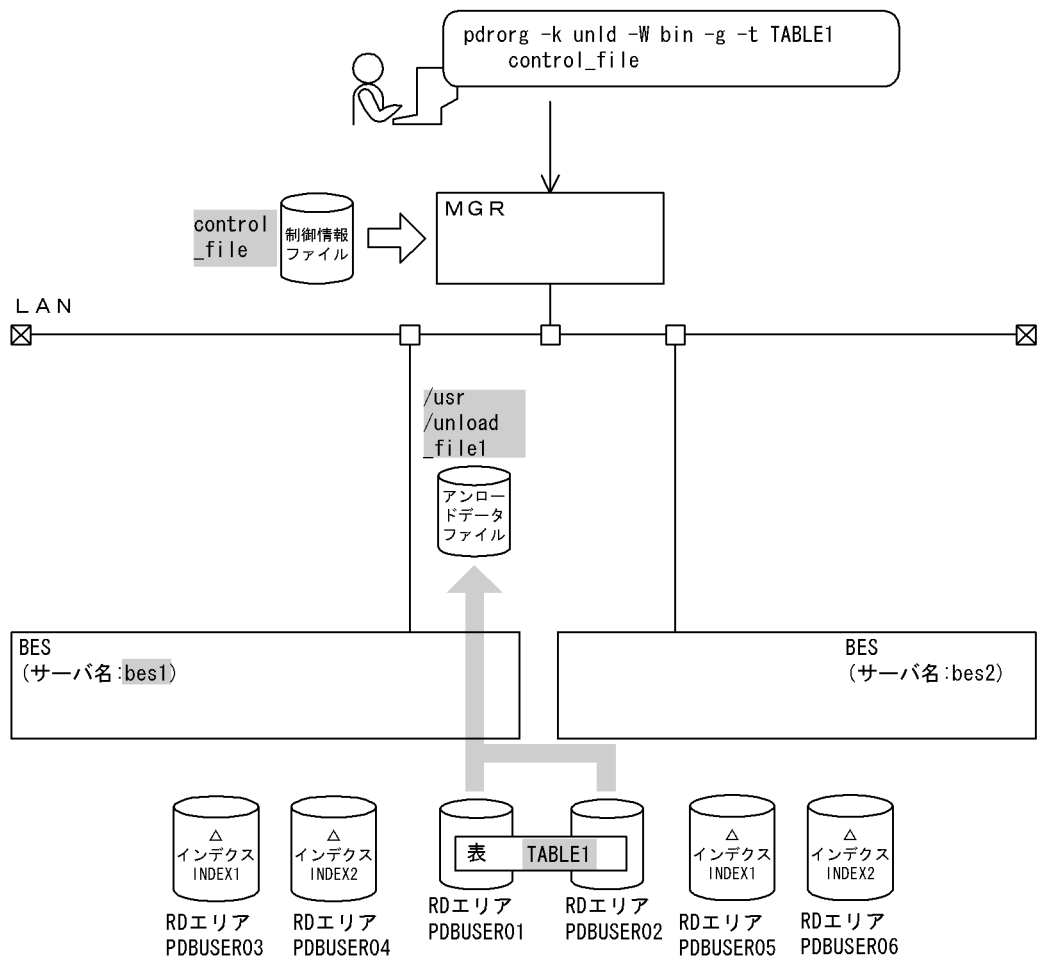 pdrorg -k unld -W bin -g -t TABLE1
control_file
MGR
control
_file
制御情報
ファイル
LAN
/usr
/unload
_file1
アンロー
ドデータ
ファイル
BES
(サーバ名:bes1)
BES
(サーバ名:bes2)
△
インデクス
INDEX1
△
インデクス
INDEX2
表 TABLE1
△
インデクス
INDEX1
△
インデクス
INDEX2
RDエリア
PDBUSER03
RDエリア
PDBUSER04
RDエリア
PDBUSER01
RDエリア
PDBUSER02
RDエリア
PDBUSER05
RDエリア
PDBUSER06